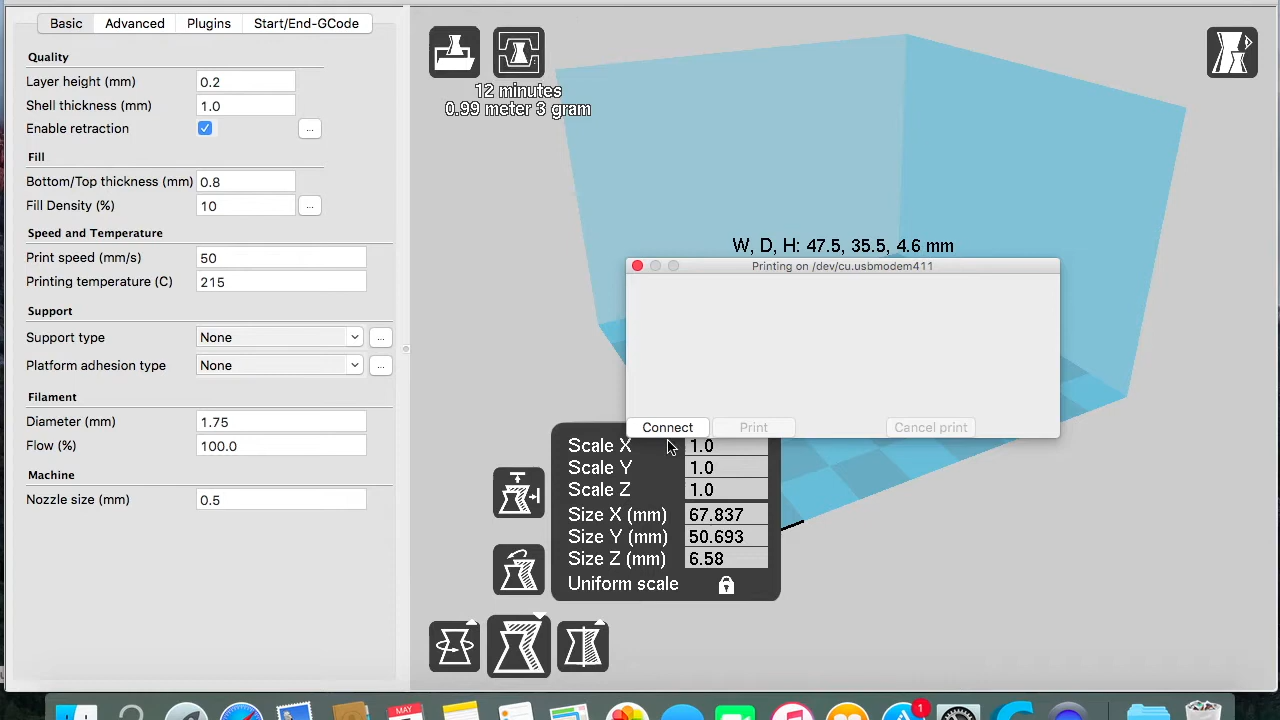 Basic Advanced Plugins Start/End-GCode
Quality
Layer height (mm) 0.2
Shell thickness (mm) 1.0
Enable retraction ...
Fill
Bottom/Top thickness (mm) 0.8
Fill Density (%) 10 ...
Speed and Temperature
Print speed (mm/s) 50
Printing temperature (C) 215
Support
Support type None ...
Platform adhesion type None ...
Filament
Diameter (mm) 1.75
Flow (%) 100.0
Machine
Nozzle size (mm) 0.5
12 minutes
0.99 meter 3 gram
W, D, H: 47.5, 35.5, 4.6 mm
Printing on /dev/cu.usbmodem411
Connect Print Cancel print
Scale X 1.0
Scale Y 1.0
Scale Z 1.0
Size X (mm) 67.837
Size Y (mm) 50.693
Size Z (mm) 6.58
Uniform scale
MAY
1